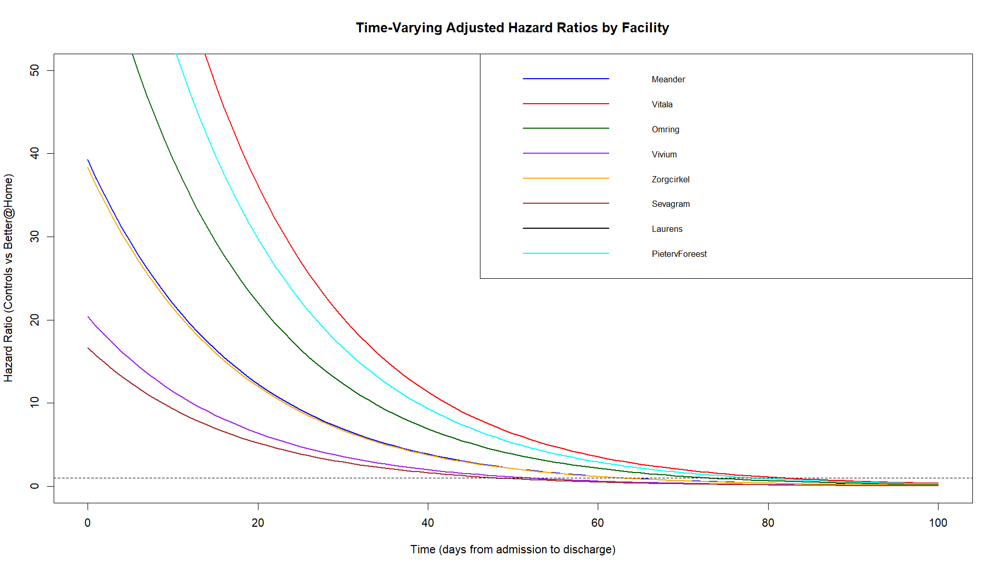 Time-Varying Adjusted Hazard Ratios by Facility
Hazard Ratio (Controls vs Better@Home)
50
40
30
20
10
0
Meander
Vitala
Omring
Vivium
Zorgcirkel
Sevagram
Laurens
PietervForeest
0 20 40 60 80 100
Time (days from admission to discharge)